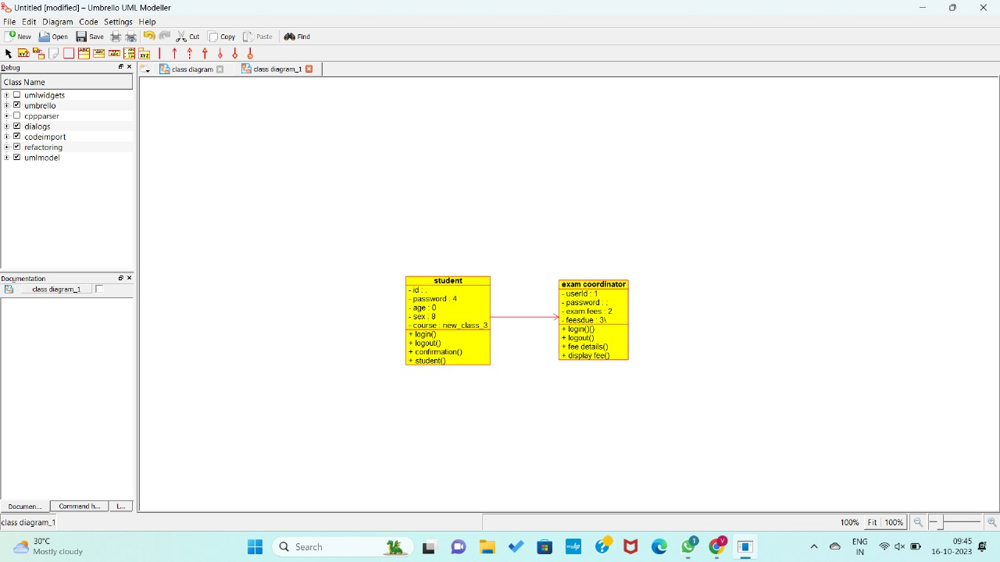 Untitled [modified] – Umbrello UML Modeller
File Edit Diagram Code Settings Help
New Open Save Cut Copy Paste Find
Debug
Class Name
umlwidgets
umbrello
cppparser
dialogs
codeimport
refactoring
umlmodel
Documentation
class diagram_1
Documen... Command h... L...
class diagram_1
class diagram class diagram_1
student
- id : .
- password : 4
- age : 0
- sex : 8
- course : new_class_3
+ login()
+ logout()
+ confirmation()
+ student()
exam coordinator
- userId : 1
- password : :
- exam fees : 2
- feesdue : 3\
+ login()()
+ logout()
+ fee details()
+ display fee()
100% Fit 100%
30°C
Mostly cloudy
Search
1
V
ENG
IN
09:45
16-10-2023